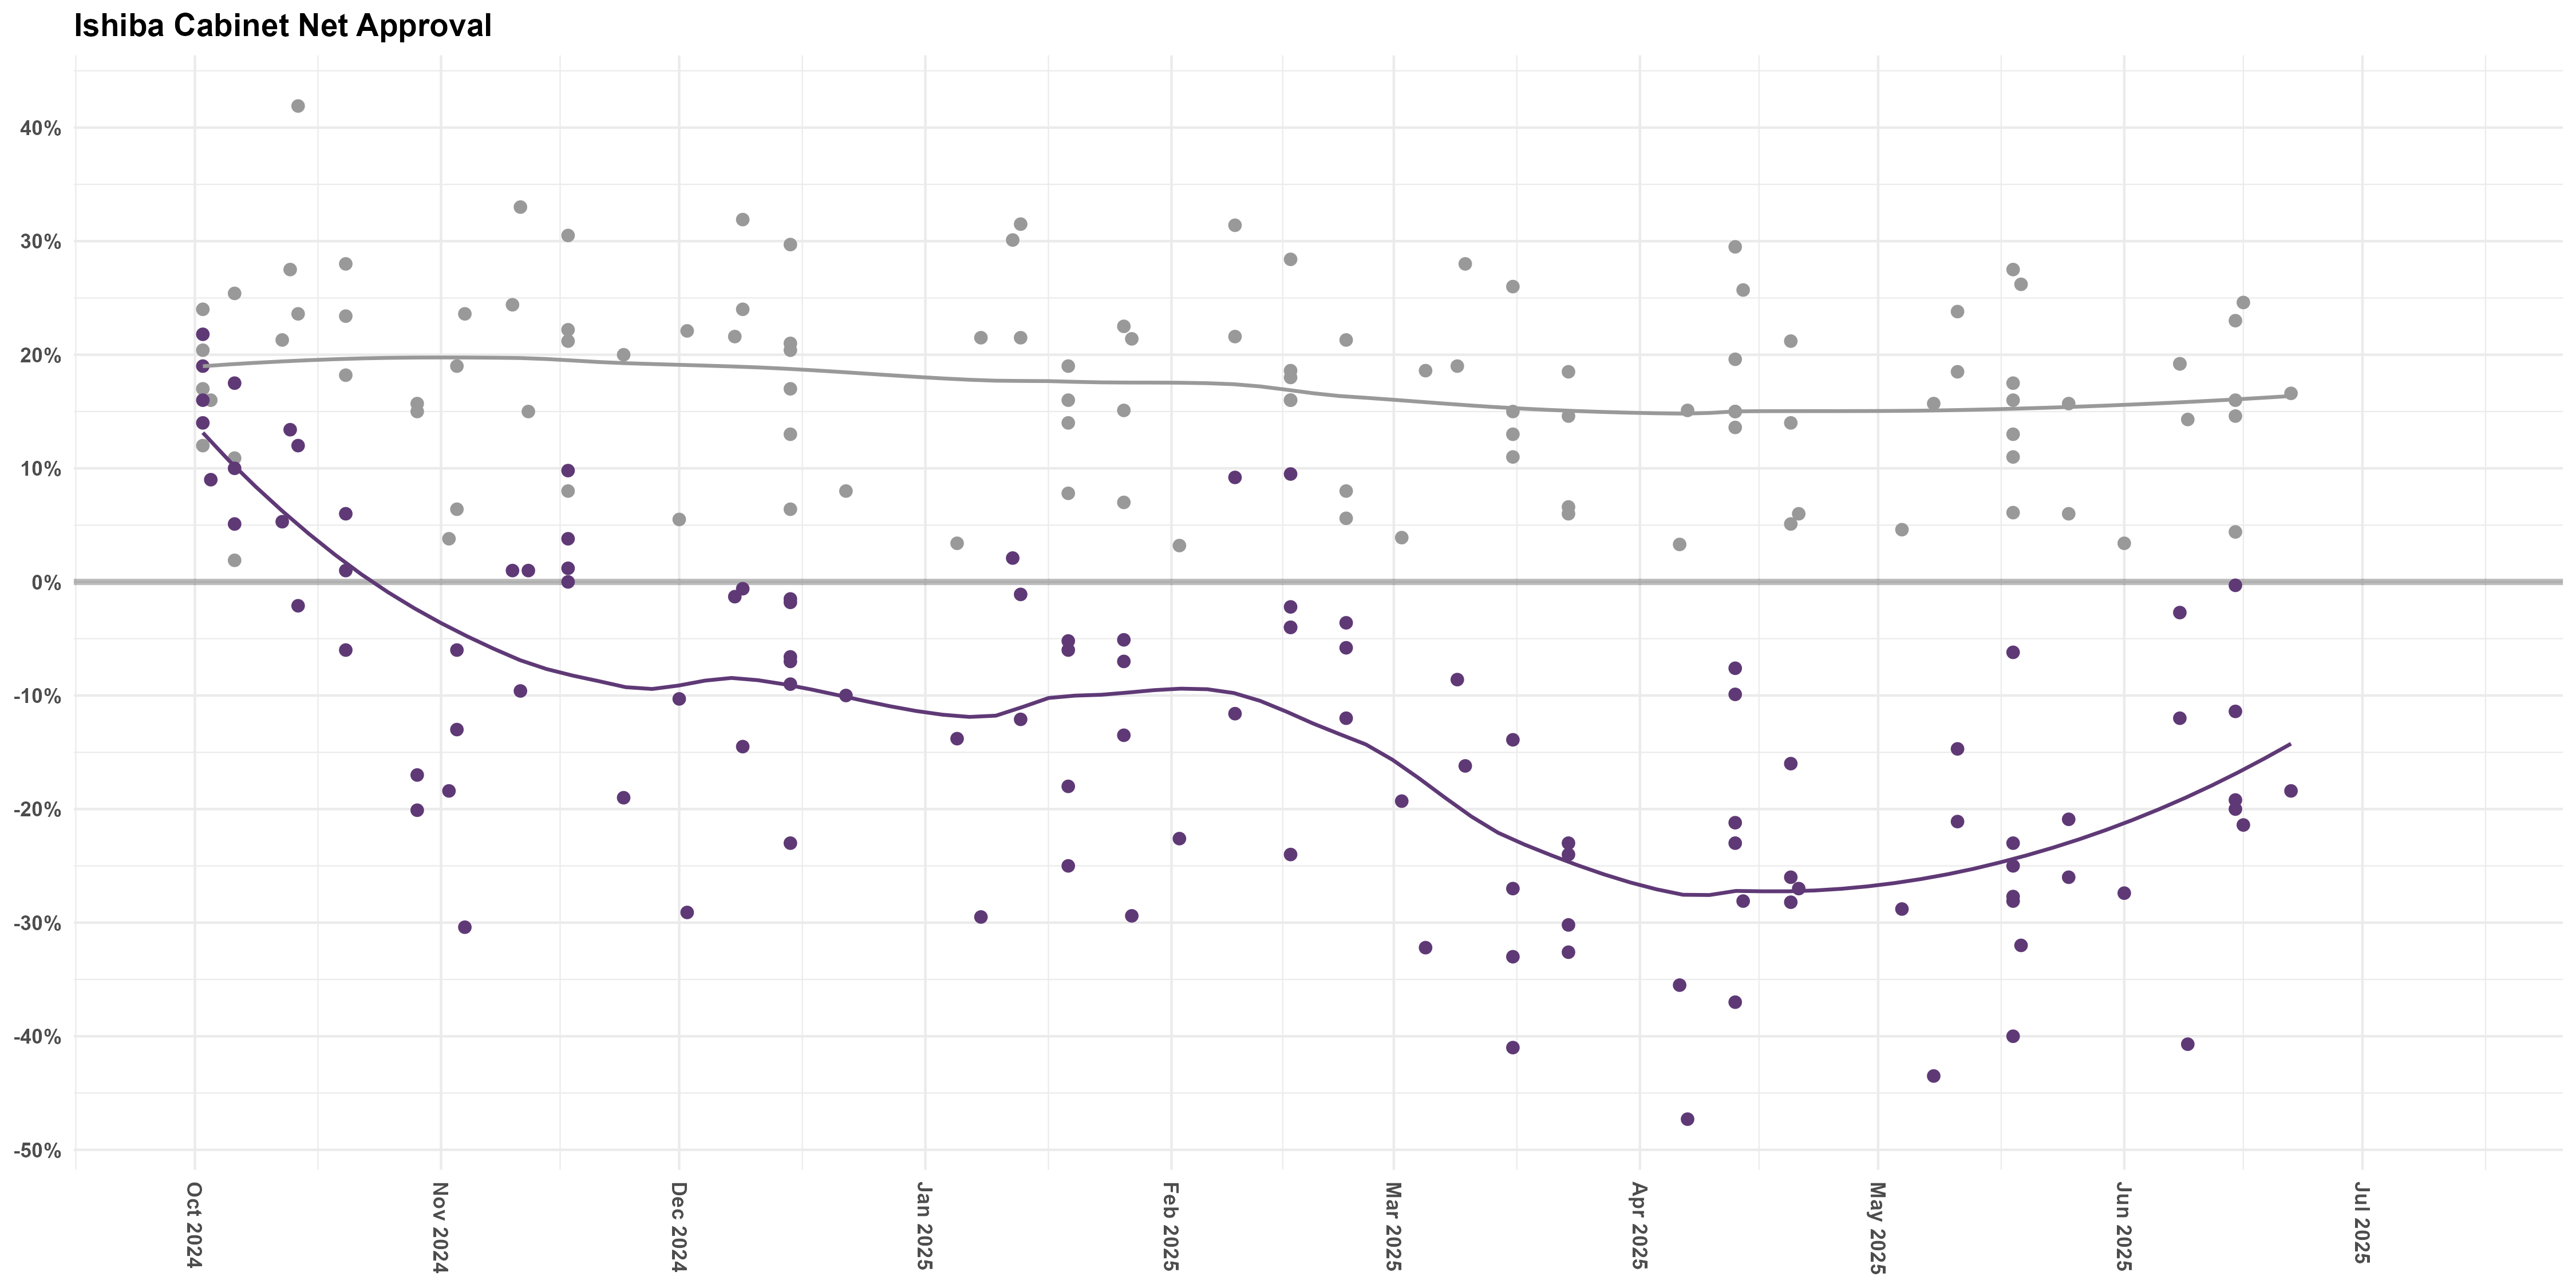 Ishiba Cabinet Net Approval
40%
30%
20%
10%
0%
-10%
-20%
-30%
-40%
-50%
Oct 2024
Nov 2024
Dec 2024
Jan 2025
Feb 2025
Mar 2025
Apr 2025
May 2025
Jun 2025
Jul 2025